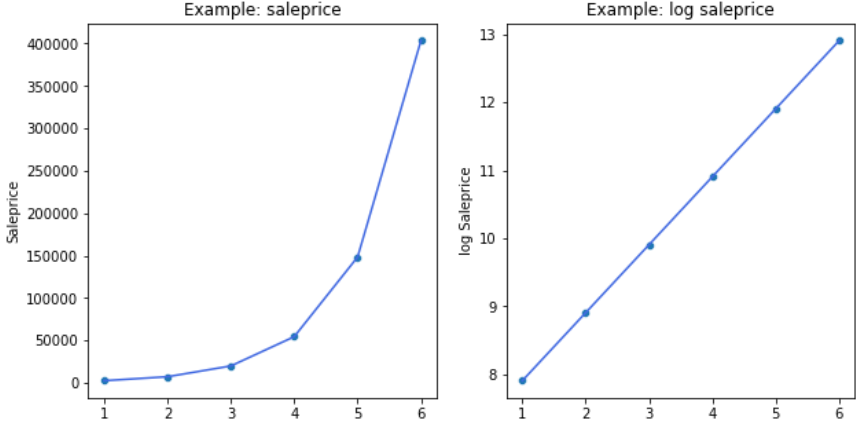 Example: saleprice
400000
350000
300000
250000
200000
150000
100000
50000
0
Saleprice
1 2 3 4 5 6
Example: log saleprice
13
12
11
10
9
8
log Saleprice
1 2 3 4 5 6